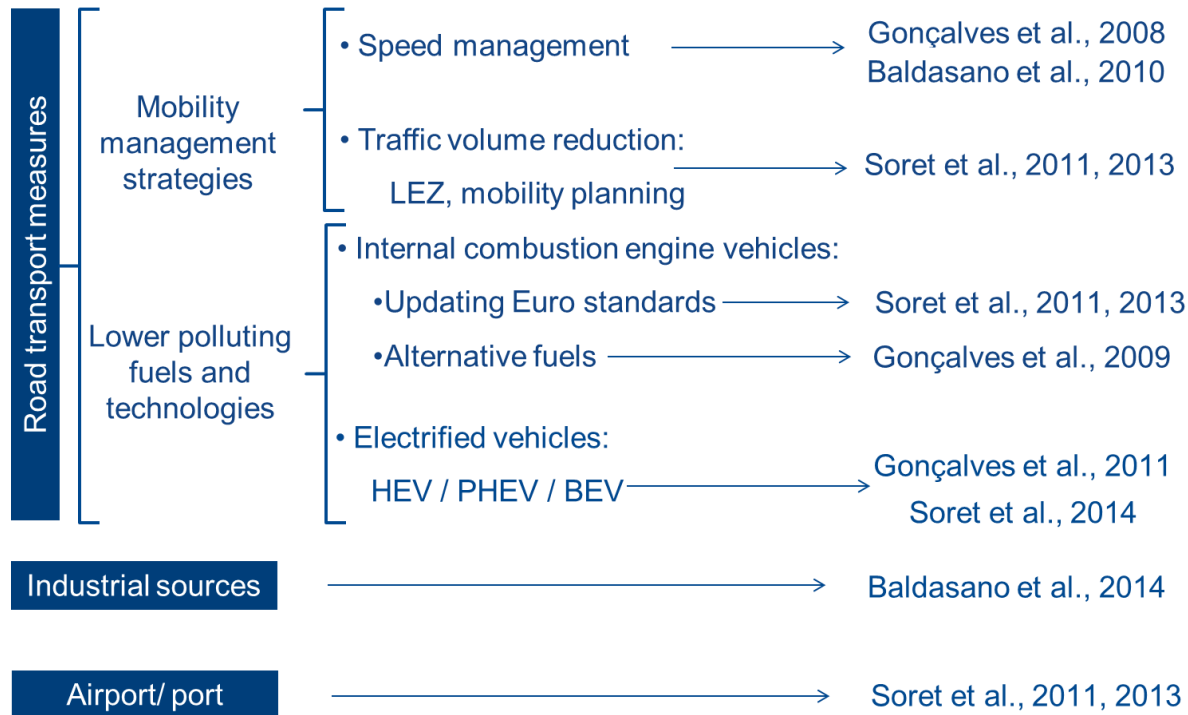 Road transport measures
Mobility
management
strategies
• Speed management
Gonçalves et al., 2008
Baldasano et al., 2010
• Traffic volume reduction:
LEZ, mobility planning
Soret et al., 2011, 2013
Lower polluting
fuels and
technologies
• Internal combustion engine vehicles:
•Updating Euro standards
Soret et al., 2011, 2013
•Alternative fuels
Gonçalves et al., 2009
• Electrified vehicles:
HEV / PHEV / BEV
Gonçalves et al., 2011
Soret et al., 2014
Industrial sources
Baldasano et al., 2014
Airport/ port
Soret et al., 2011, 2013